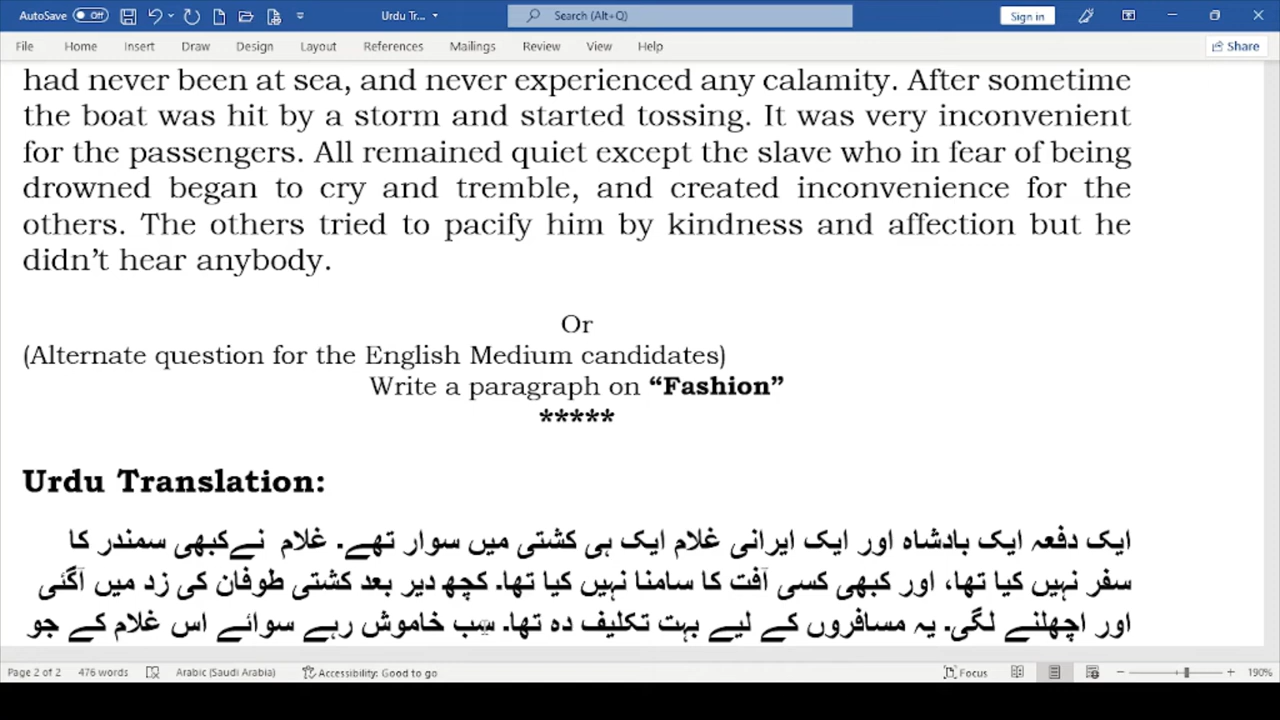 AutoSave Off Urdu Tr... Search (Alt+Q) Sign in
File Home Insert Draw Design Layout References Mailings Review View Help Share
had never been at sea, and never experienced any calamity. After sometime
the boat was hit by a storm and started tossing. It was very inconvenient
for the passengers. All remained quiet except the slave who in fear of being
drowned began to cry and tremble, and created inconvenience for the
others. The others tried to pacify him by kindness and affection but he
didn’t hear anybody.
Or
(Alternate question for the English Medium candidates)
Write a paragraph on “Fashion”
*****
Urdu Translation:
ایک دفعہ ایک بادشاہ اور ایک ایرانی غلام ایک ہی کشتی میں سوار تھے۔ غلام نےکبھی سمندر کا
سفر نہیں کیا تھا، اور کبھی کسی آفت کا سامنا نہیں کیا تھا۔ کچھ دیر بعد کشتی طوفان کی زد میں آگئی
اور اچھلنے لگی۔ یہ مسافروں کے لیے بہت تکلیف دہ تھا۔ سب خاموش رہے سوائے اس غلام کے جو
Page 2 of 2 476 words Arabic (Saudi Arabia) Accessibility: Good to go Focus 190%